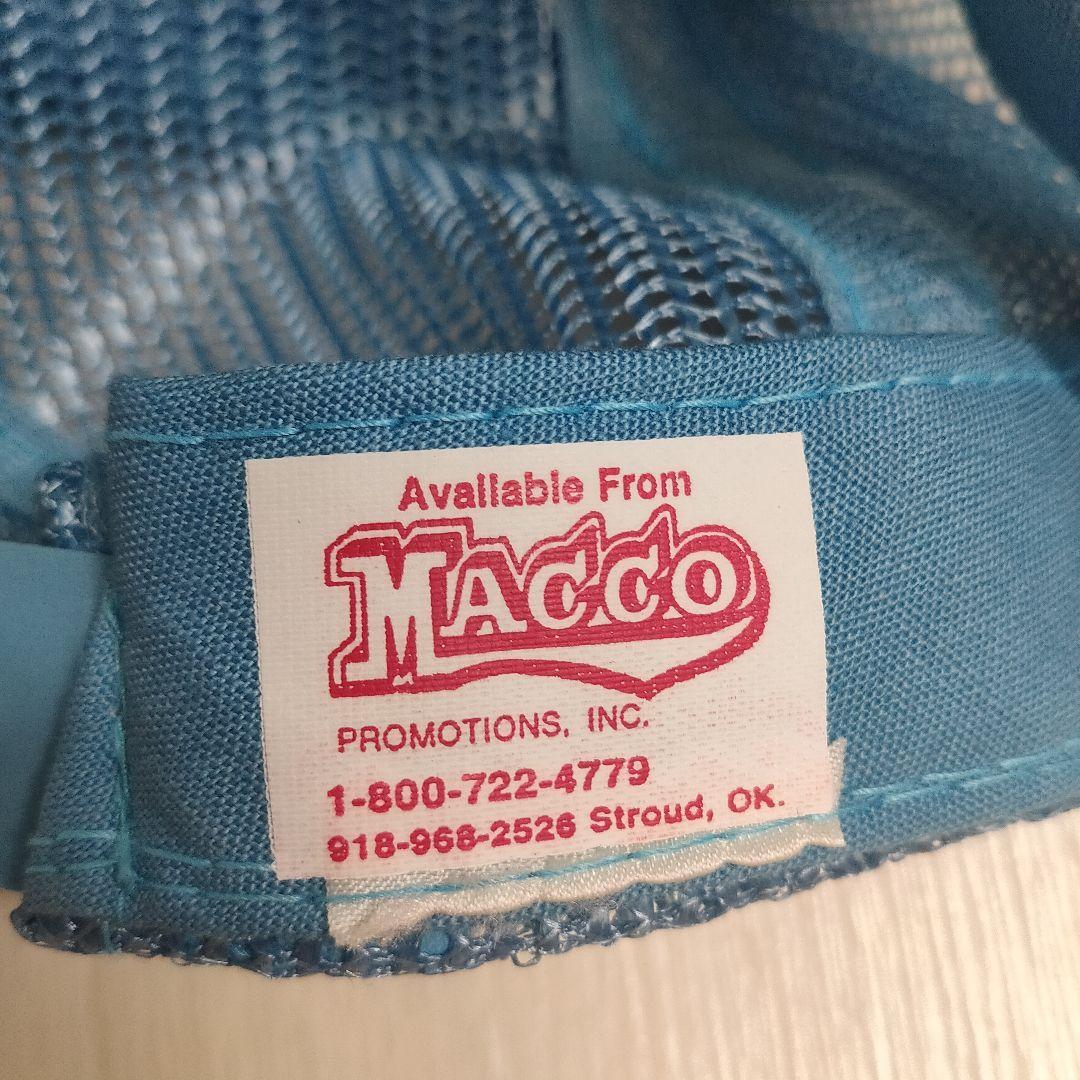 Available From
MACCO
PROMOTIONS, INC.
1-800-722-4779
918-968-2526 Stroud, OK.